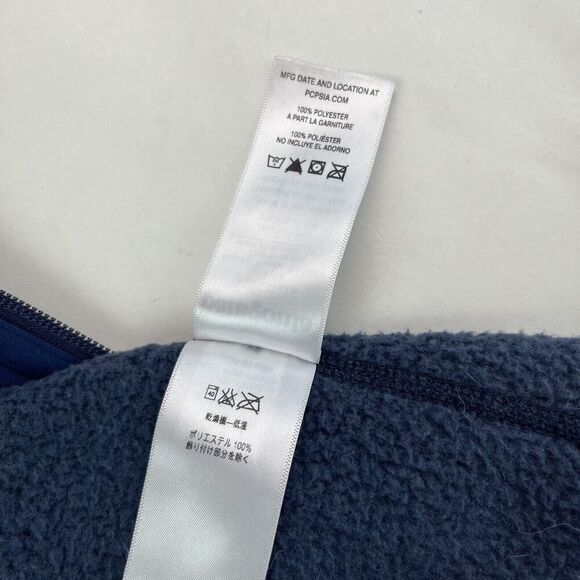 MFG DATE AND LOCATION AT
PCPSIA.COM
100% POLYESTER
A PART LA GARNITURE
100% POLIÉSTER
NO INCLUYE EL ADORNO
40
乾燥機—低温
ポリエステル 100%
飾り付け部分を除く